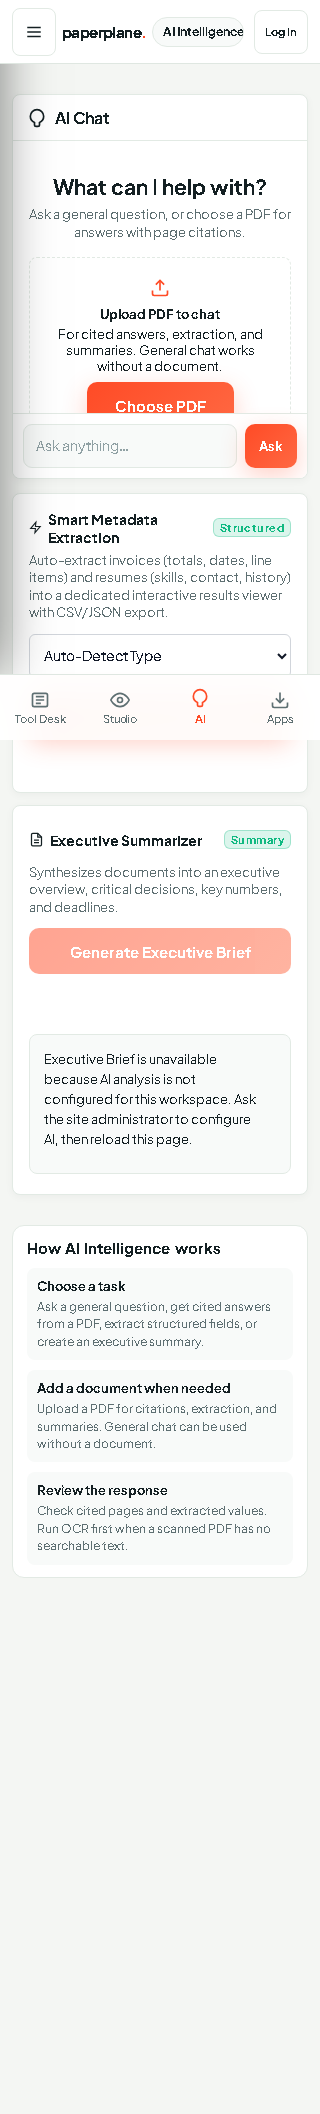 paperplane.
AI Intelligence
Log In
AI Chat
What can I help with?
Ask a general question, or choose a PDF for
answers with page citations.
Upload PDF to chat
For cited answers, extraction, and
summaries. General chat works
without a document.
Choose PDF
Ask anything...
Ask
Smart Metadata
Extraction
Structured
Auto-extract invoices (totals, dates, line
items) and resumes (skills, contact, history)
into a dedicated interactive results viewer
with CSV/JSON export.
Auto-Detect Type
Tool Desk
Studio
AI
Apps
Executive Summarizer
Summary
Synthesizes documents into an executive
overview, critical decisions, key numbers,
and deadlines.
Generate Executive Brief
Executive Brief is unavailable
because AI analysis is not
configured for this workspace. Ask
the site administrator to configure
AI, then reload this page.
How AI Intelligence works
Choose a task
Ask a general question, get cited answers
from a PDF, extract structured fields, or
create an executive summary.
Add a document when needed
Upload a PDF for citations, extraction, and
summaries. General chat can be used
without a document.
Review the response
Check cited pages and extracted values.
Run OCR first when a scanned PDF has no
searchable text.